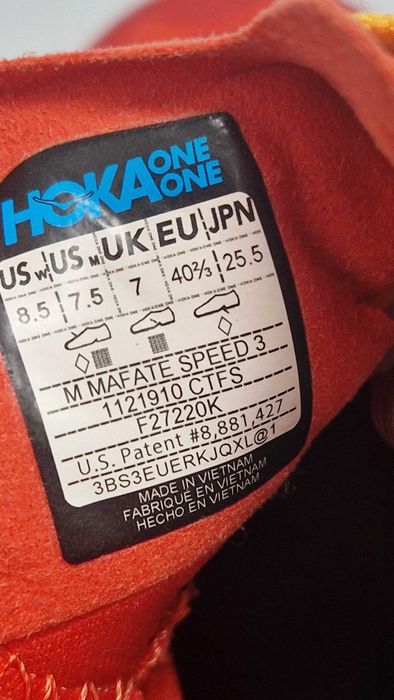 HOKA ONE ONE
US W US M UK EU JPN
8.5 7.5 7 40⅔ 25.5
M MAFATE SPEED 3
1121910 CTFS
F27220K
U.S. Patent #8,881,427
3BS3EUERKJQXL@1
MADE IN VIETNAM
FABRIQUE EN VIETNAM
HECHO EN VIETNAM